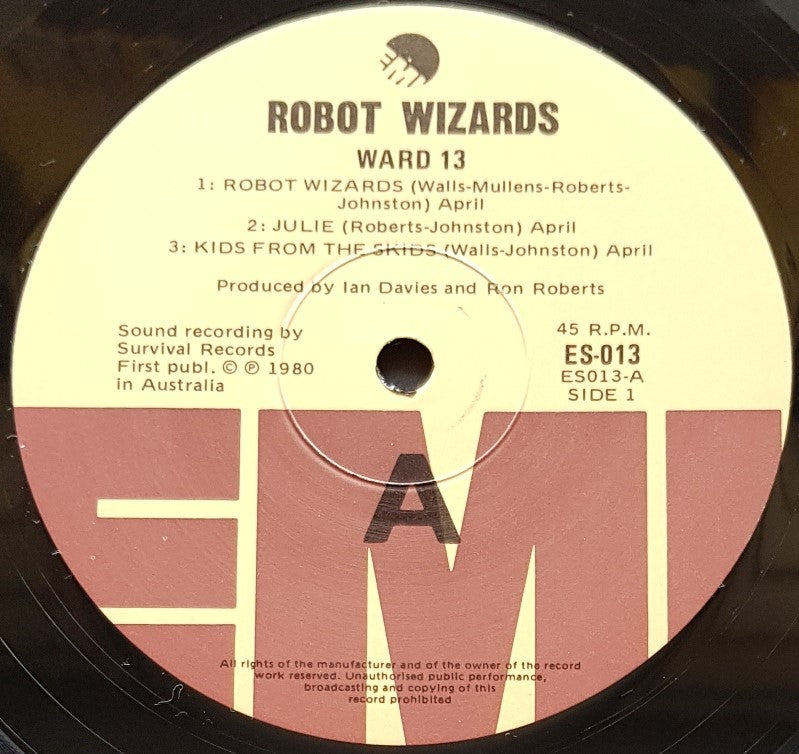 EMI
ROBOT WIZARDS
WARD 13
1: ROBOT WIZARDS (Walls-Mullens-Roberts-
Johnston) April
2: JULIE (Roberts-Johnston) April
3: KIDS FROM THE SKIDS (Walls-Johnston) April
Produced by Ian Davies and Ron Roberts
Sound recording by
Survival Records
First publ. © ℗ 1980
in Australia
45 R.P.M.
ES-013
ES013-A
SIDE 1
EMI
A
All rights of the manufacturer and of the owner of the record
work reserved. Unauthorised public performance,
broadcasting and copying of this
record prohibited